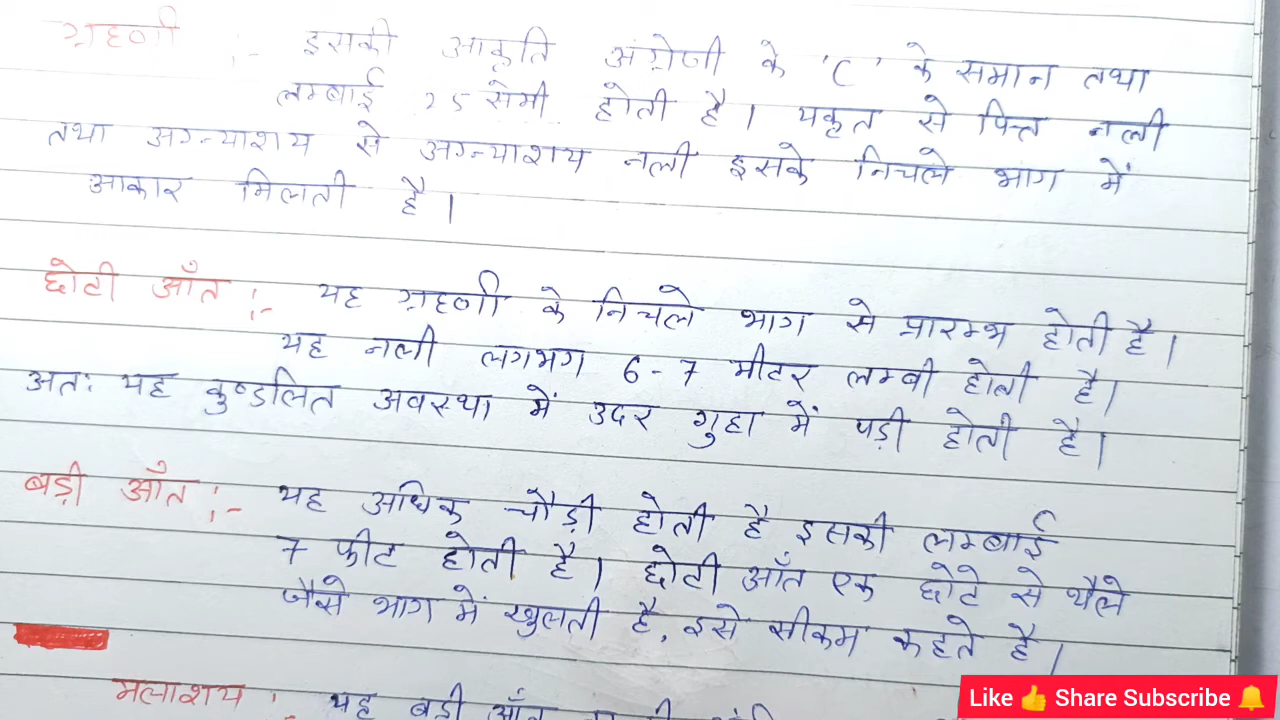 ग्रहणी :- इसकी आकृति अंग्रेजी के 'C' के समान तथा
लम्बाई 25 सेमी होती है। यकृत से पित्त नली
तथा अग्न्याशय से अग्न्याशय नली इसके निचले भाग में
आकार मिलती है।
छोटी आँत :- यह ग्रहणी के निचले भाग से प्रारम्भ होती है।
यह नली लगभग 6-7 मीटर लम्बी होती है।
अतः यह कुण्डलित अवस्था में उदर गुहा में पड़ी होती है।
बड़ी आँत :- यह अधिक चौड़ी होती है इसकी लम्बाई
7 फीट होती है। छोटी आँत एक छोटे से थैले
जैसे भाग में खुलती है, इसे सीकम कहते है।
मलाशय : यह बड़ी आँत
Like 👍 Share Subscribe 🔔